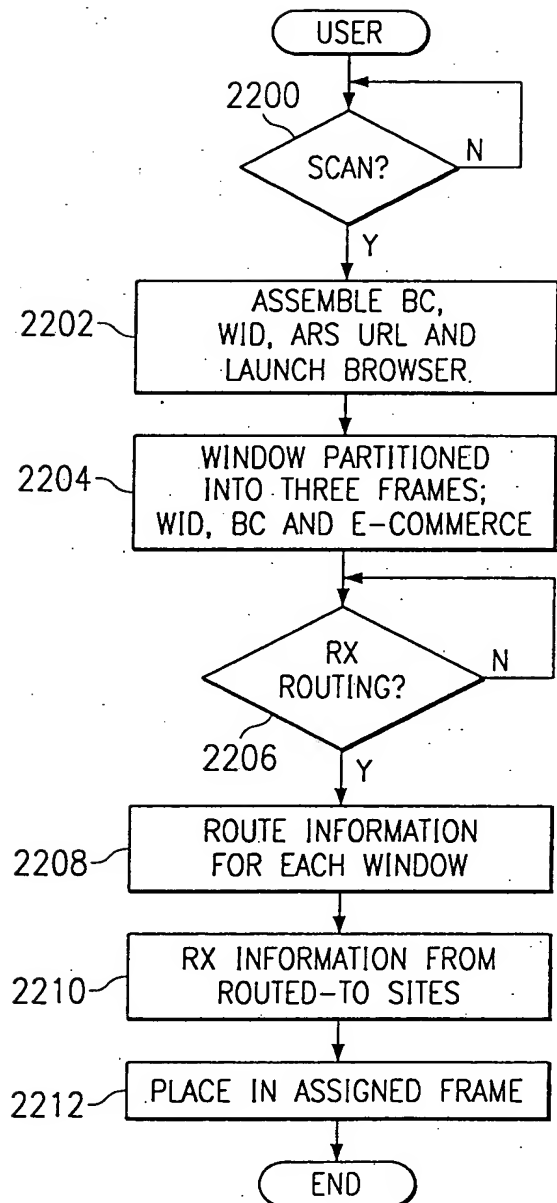 USER
2200
SCAN?
N
Y
2202
ASSEMBLE BC,
WID, ARS URL AND
LAUNCH BROWSER.
2204
WINDOW PARTITIONED
INTO THREE FRAMES;
WID, BC AND E-COMMERCE
RX
ROUTING?
N
2206
Y
2208
ROUTE INFORMATION
FOR EACH WINDOW
2210
RX INFORMATION FROM
ROUTED-TO SITES
2212
PLACE IN ASSIGNED FRAME
END